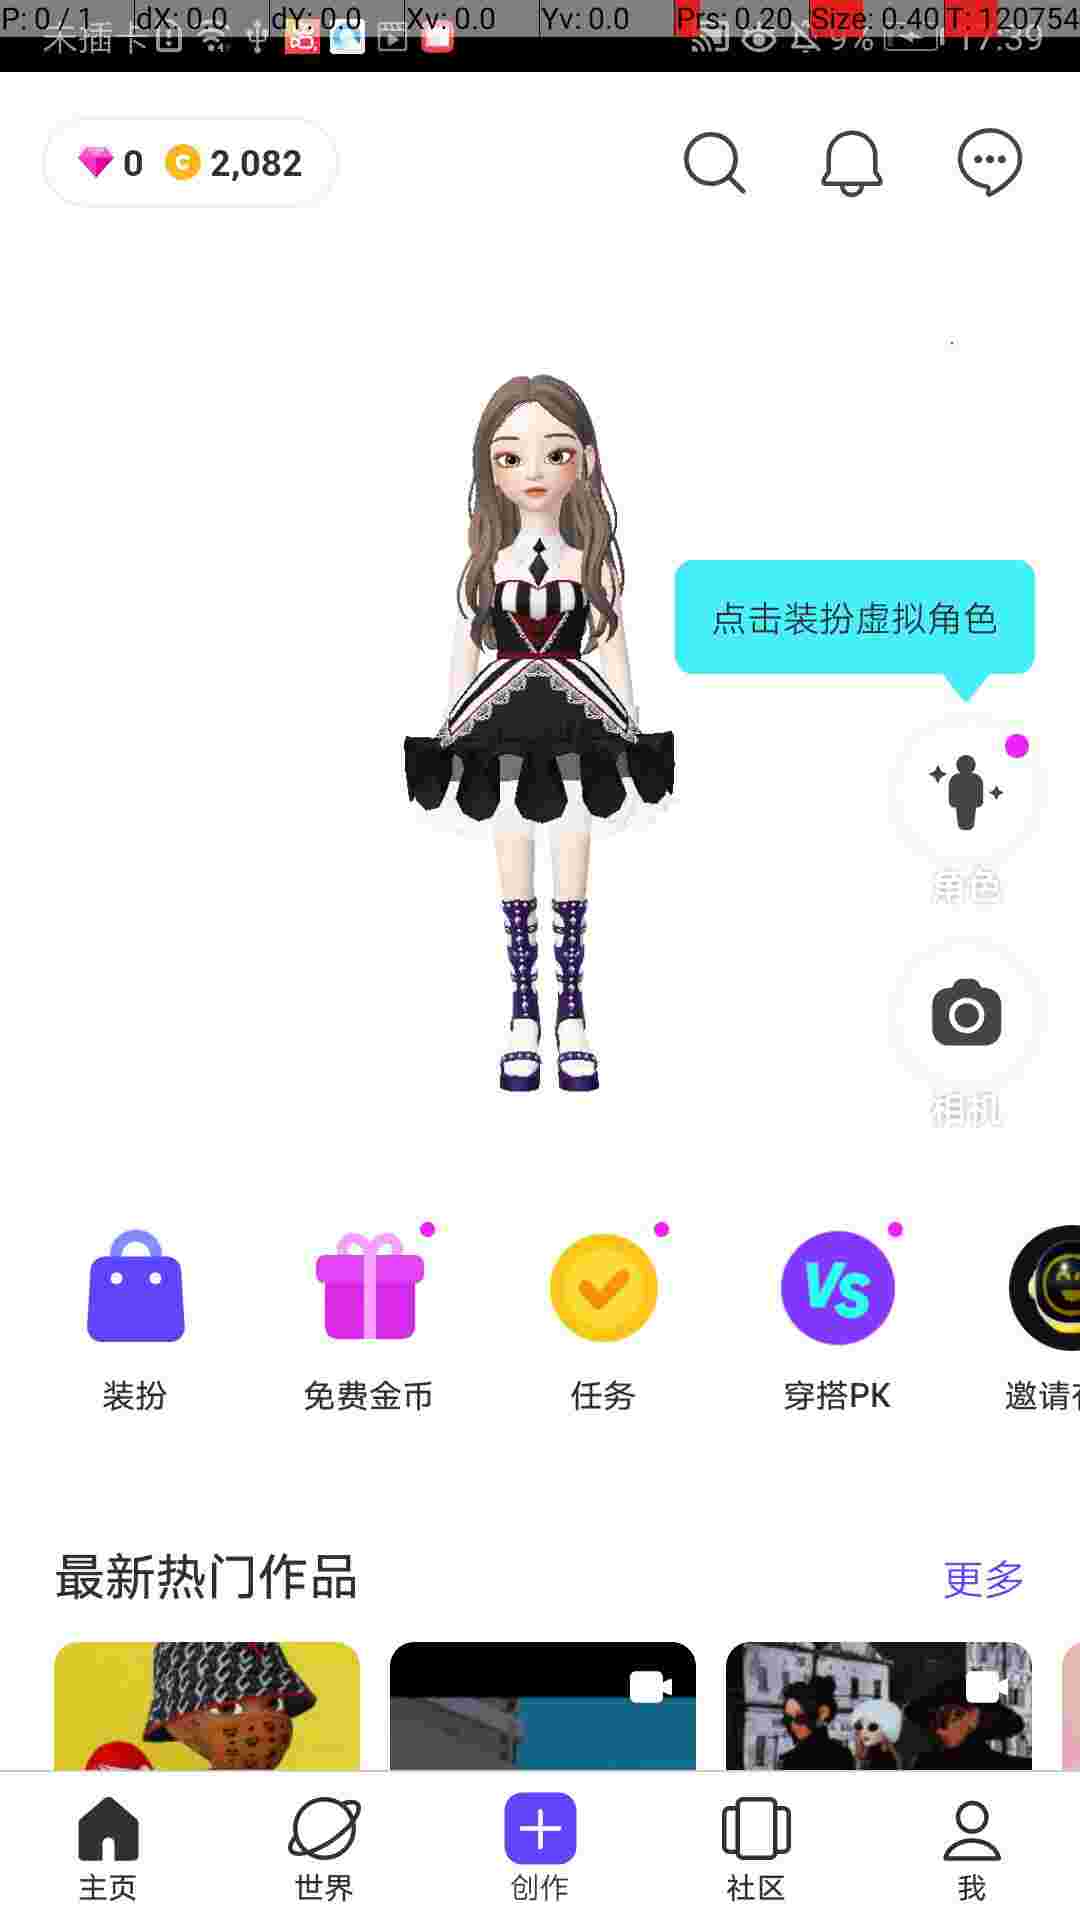 P: 0 / 1 dX: 0.0 dY: 0.0 Xv: 0.0 Yv: 0.0 Prs: 0.20 Size: 0.40 T: 120754
未插卡 9% 17:39
0 2,082
点击装扮虚拟角色
角色
相机
VS
装扮 免费金币 任务 穿搭PK 邀请
最新热门作品 更多
主页 世界 创作 社区 我